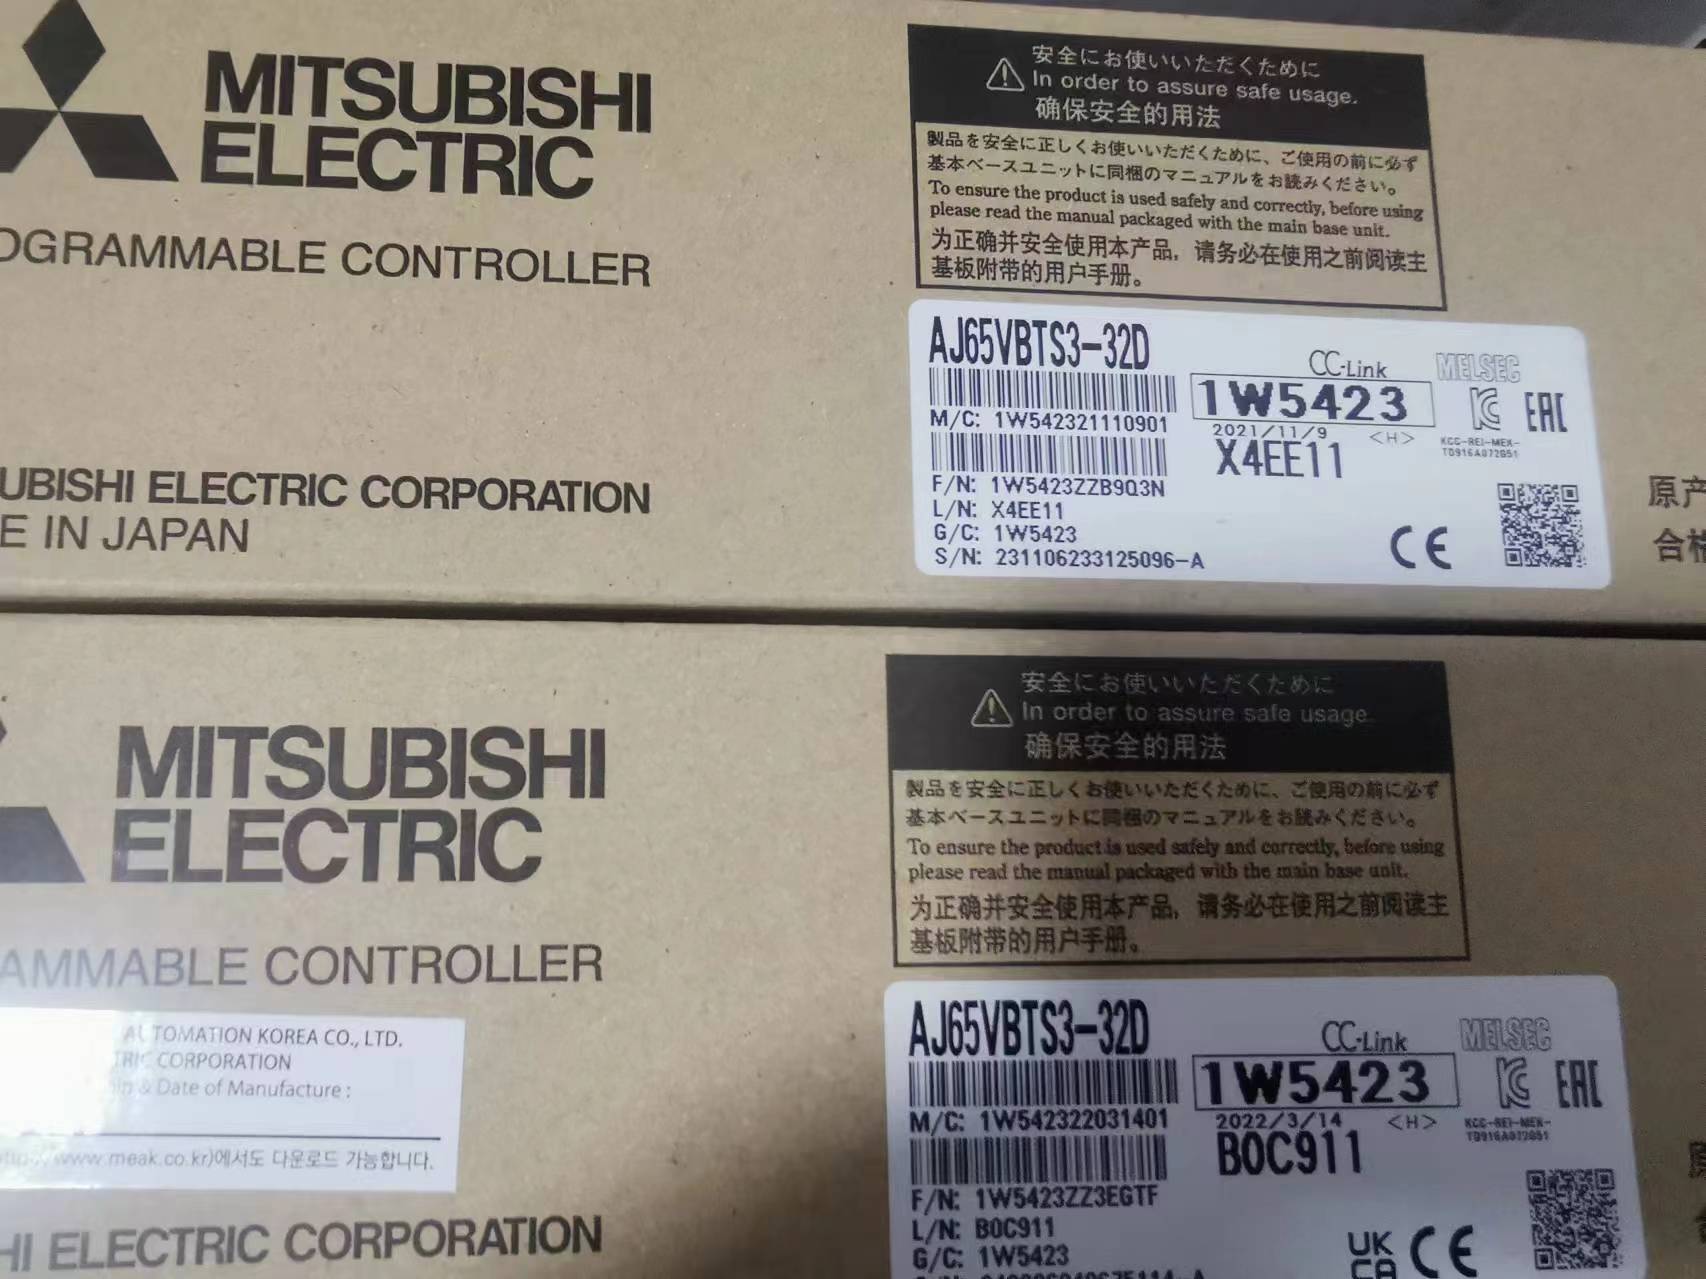 MITSUBISHI
ELECTRIC
OGRAMMABLE CONTROLLER
UBISHI ELECTRIC CORPORATION
E IN JAPAN
安全にお使いいただくために
In order to assure safe usage.
确保安全的用法
製品を安全に正しくお使いいただくために、ご使用の前に必ず
基本ベースユニットに同梱のマニュアルをお読みください。
To ensure the product is used safely and correctly, before using
please read the manual packaged with the main base unit.
为正确并安全使用本产品，请务必在使用之前阅读主
基板附带的用户手册。
AJ65VBTS3-32D
CC-Link
MELSEC
M/C: 1W542321110901
1W5423
2021/11/9 <H>
X4EE11
KCC-REI-MEK-
TD916A072G51
EAC
F/N: 1W5423ZZB9Q3N
L/N: X4EE11
G/C: 1W5423
S/N: 231106233125096-A
CE
原产
合格
MITSUBISHI
ELECTRIC
AMMABLE CONTROLLER
AUTOMATION KOREA CO., LTD.
TRIC CORPORATION
in & Date of Manufacture :
www.meak.co.kr)에서도 다운로드 가능합니다.
HI ELECTRIC CORPORATION
安全にお使いいただくために
In order to assure safe usage.
确保安全的用法
製品を安全に正しくお使いいただくために、ご使用の前に必ず
基本ベースユニットに同梱のマニュアルをお読みください。
To ensure the product is used safely and correctly, before using
please read the manual packaged with the main base unit.
为正确并安全使用本产品，请务必在使用之前阅读主
基板附带的用户手册。
AJ65VBTS3-32D
CC-Link
MELSEC
M/C: 1W542322031401
1W5423
2022/3/14 <H>
B0C911
KCC-REI-MEK-
TD916A072G51
EAC
F/N: 1W5423ZZ3EGTF
L/N: B0C911
G/C: 1W5423
UK
CA
CE